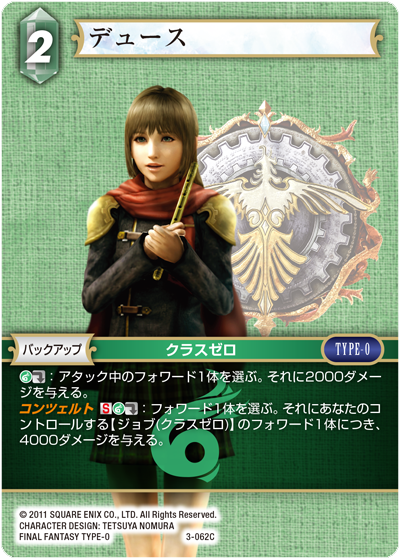 2
デュース
バックアップ
クラスゼロ
TYPE-0
：アタック中のフォワード1体を選ぶ。それに2000ダメー
ジを与える。
コンツェルト S：フォワード1体を選ぶ。それにあなたのコ
ントロールする【ジョブ(クラスゼロ)】のフォワード1体につき、
4000ダメージを与える。
© 2011 SQUARE ENIX CO., LTD. All Rights Reserved.
CHARACTER DESIGN: TETSUYA NOMURA
FINAL FANTASY TYPE-0
3-062C